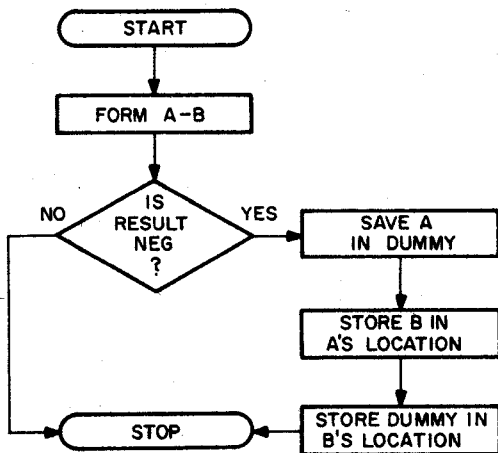 START
FORM A-B
IS
RESULT
NEG
?
NO
YES
SAVE A
IN DUMMY
STORE B IN
A'S LOCATION
STORE DUMMY IN
B'S LOCATION
STOP